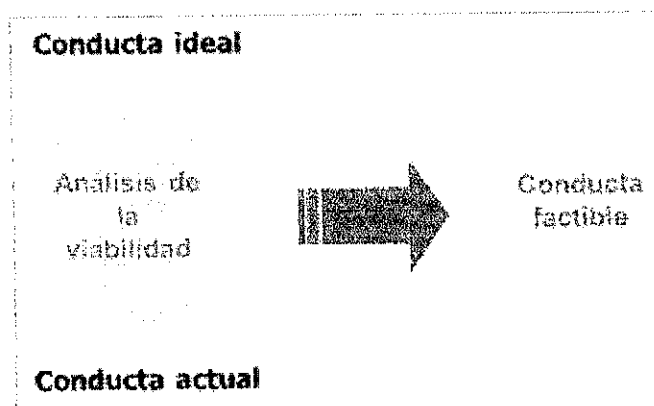 Conducta ideal
Análisis de
la
viabilidad
Conducta
factible
Conducta actual